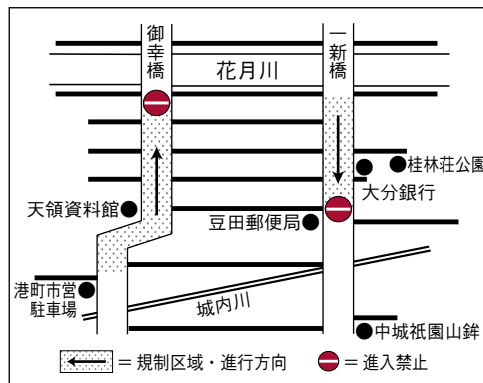 御幸橋
一新橋
花月川
桂林荘公園
大分銀行
天領資料館
豆田郵便局
港町市営
駐車場
城内川
中城祇園山鉾
＝規制区域・進行方向
＝進入禁止